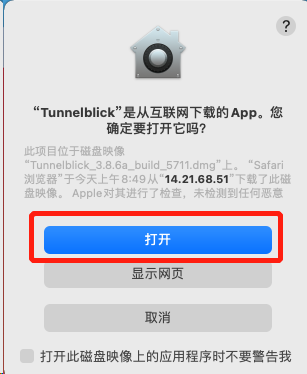 ?
“Tunnelblick”是从互联网下载的App。您
确定要打开它吗?
此项目位于磁盘映像
“Tunnelblick_3.8.6a_build_5711.dmg”上。 “Safari
浏览器”于今天上午8:49从“14.21.68.51”下载了此磁
盘映像。 Apple对其进行了检查，未检测到任何恶意
打开
显示网页
取消
打开此磁盘映像上的应用程序时不要警告我